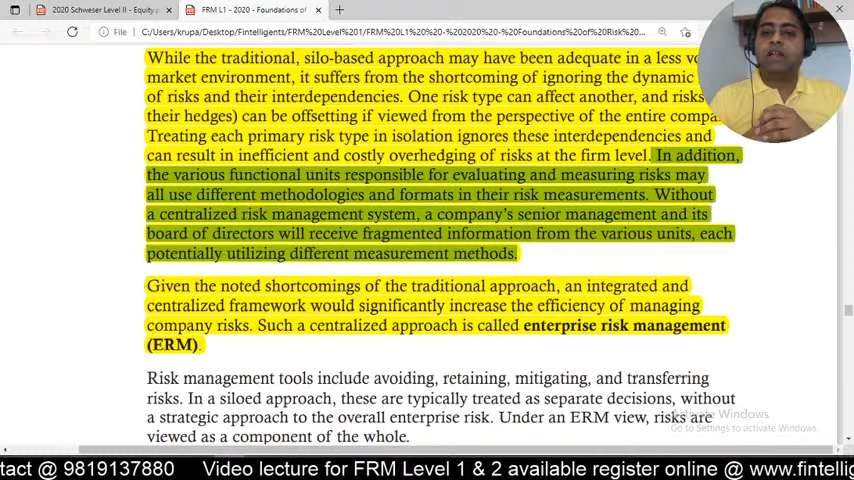 2020 Schweser Level II - Equity.p
FRM L1 - 2020 - Foundations of
File
C:/Users/krupa/Desktop/Fintelligents/FRM%20Level%201/FRM%20L1%20%20-%202020%20-%20Foundations%20of%20Risk
While the traditional, silo-based approach may have been adequate in a less vo
market environment, it suffers from the shortcoming of ignoring the dynamic
of risks and their interdependencies. One risk type can affect another, and risks
their hedges) can be offsetting if viewed from the perspective of the entire compa
Treating each primary risk type in isolation ignores these interdependencies and
can result in inefficient and costly overhedging of risks at the firm level. In addition,
the various functional units responsible for evaluating and measuring risks may
all use different methodologies and formats in their risk measurements. Without
a centralized risk management system, a company's senior management and its
board of directors will receive fragmented information from the various units, each
potentially utilizing different measurement methods.
Given the noted shortcomings of the traditional approach, an integrated and
centralized framework would significantly increase the efficiency of managing
company risks. Such a centralized approach is called enterprise risk management
(ERM).
Risk management tools include avoiding, retaining, mitigating, and transferring
risks. In a siloed approach, these are typically treated as separate decisions, without
a strategic approach to the overall enterprise risk. Under an ERM view, risks are
viewed as a component of the whole.
Activate Windows
Go to Settings to activate Windows.
ntact @ 9819137880 Video lecture for FRM Level 1 & 2 available register online @ www.fintellig